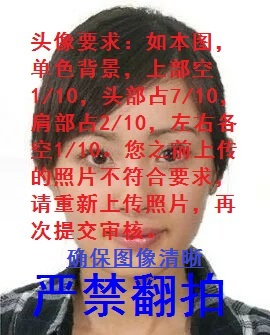 头像要求：如本图，
单色背景，上部空
1/10，头部占7/10，
肩部占2/10，左右各
空1/10。您之前上传
的照片不符合要求，
请重新上传照片，再
次提交审核。
确保图像清晰
严禁翻拍